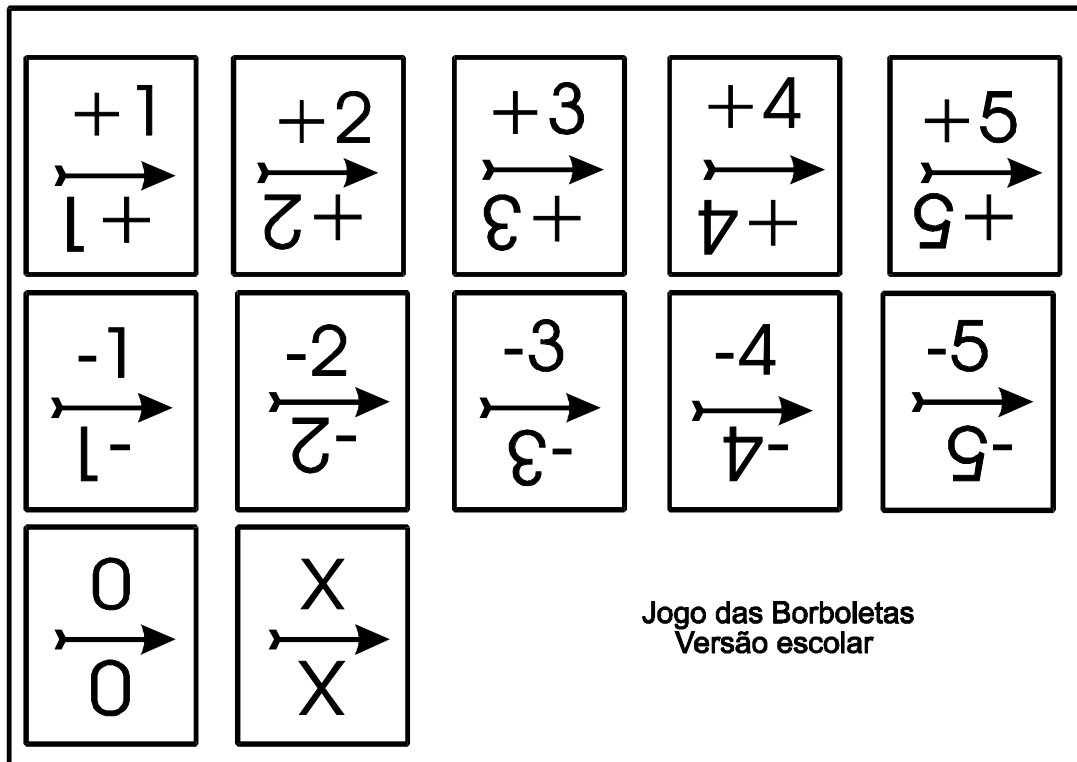 +1 +2 +3 +4 +5
+1 +2 +3 +4 +5
-1 -2 -3 -4 -5
-1 -2 -3 -4 -5
0 X
0 X
Jogo das Borboletas
Versão escolar